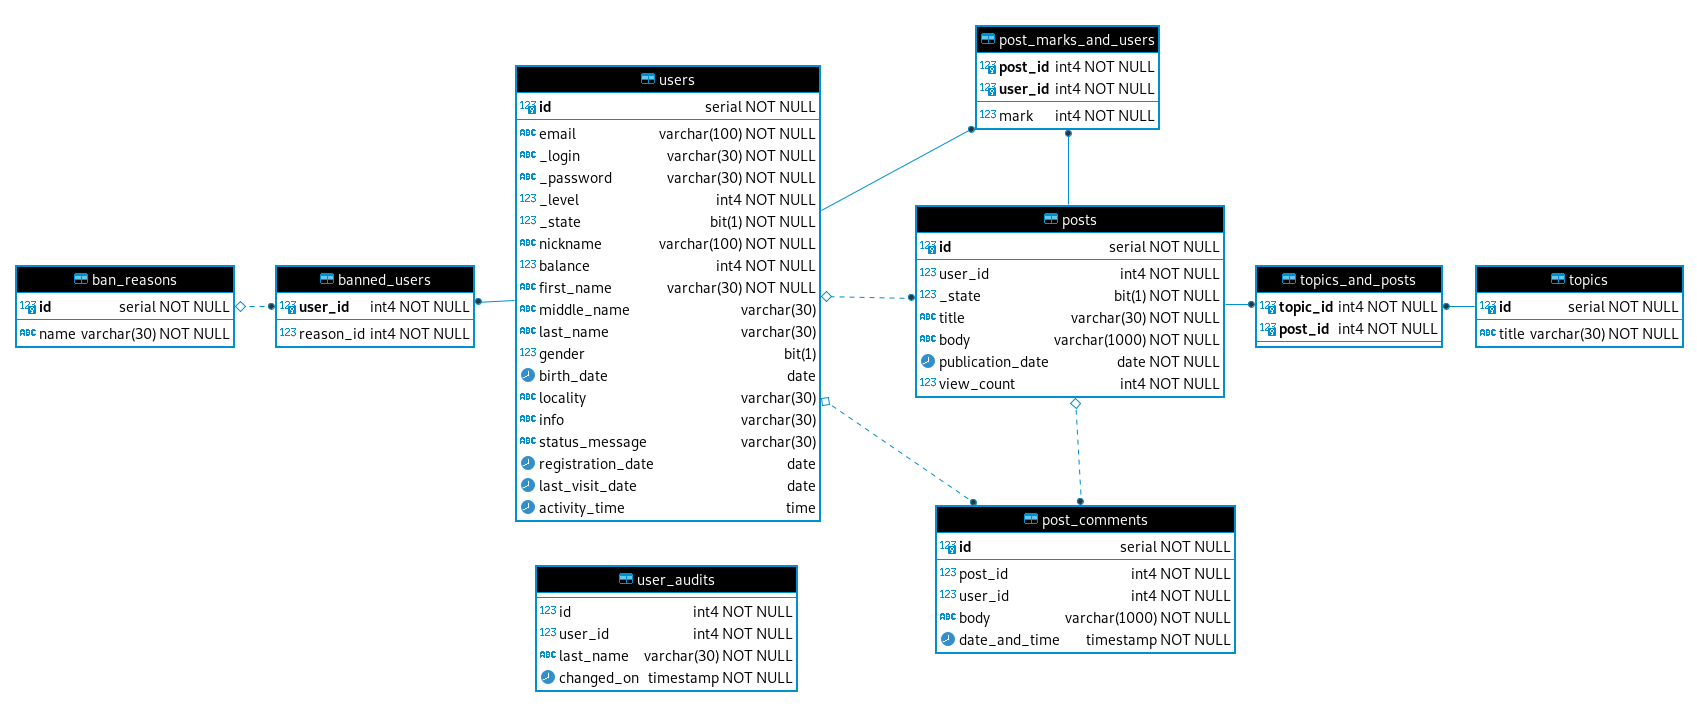 post_marks_and_users
post_id int4 NOT NULL
user_id int4 NOT NULL
mark int4 NOT NULL
users
id serial NOT NULL
email varchar(100) NOT NULL
_login varchar(30) NOT NULL
_password varchar(30) NOT NULL
_level int4 NOT NULL
_state bit(1) NOT NULL
nickname varchar(100) NOT NULL
balance int4 NOT NULL
first_name varchar(30) NOT NULL
middle_name varchar(30)
last_name varchar(30)
gender bit(1)
birth_date date
locality varchar(30)
info varchar(30)
status_message varchar(30)
registration_date date
last_visit_date date
activity_time time
posts
id serial NOT NULL
user_id int4 NOT NULL
_state bit(1) NOT NULL
title varchar(30) NOT NULL
body varchar(1000) NOT NULL
publication_date date NOT NULL
view_count int4 NOT NULL
ban_reasons
id serial NOT NULL
name varchar(30) NOT NULL
banned_users
user_id int4 NOT NULL
reason_id int4 NOT NULL
topics_and_posts
topic_id int4 NOT NULL
post_id int4 NOT NULL
topics
id serial NOT NULL
title varchar(30) NOT NULL
post_comments
id serial NOT NULL
post_id int4 NOT NULL
user_id int4 NOT NULL
body varchar(1000) NOT NULL
date_and_time timestamp NOT NULL
user_audits
id int4 NOT NULL
user_id int4 NOT NULL
last_name varchar(30) NOT NULL
changed_on timestamp NOT NULL